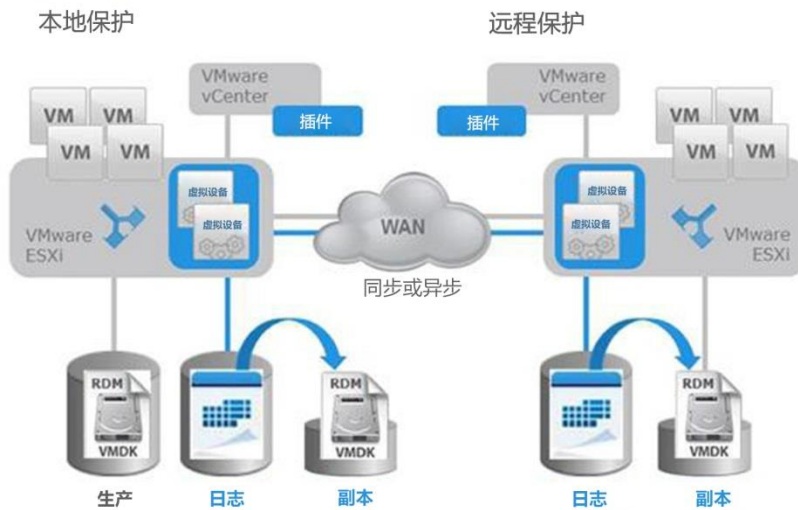 本地保护
远程保护
VMware
vCenter
插件
VMware
vCenter
插件
VM
VM
VM
VM
VM
VM
VM
VM
虚拟设备
虚拟设备
VMware
ESXi
WAN
同步或异步
虚拟设备
虚拟设备
VMware
ESXi
RDM
VMDK
RDM
VMDK
RDM
VMDK
生产
日志
副本
日志
副本